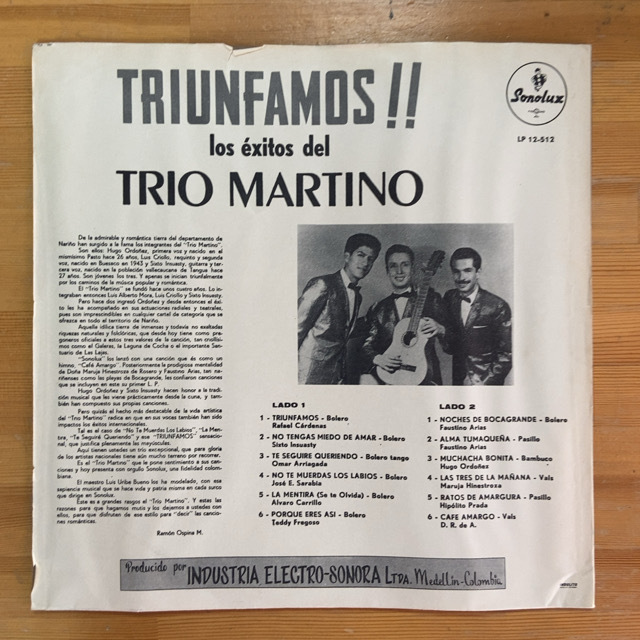 TRIUNFAMOS!!
Sonolux
LP 12-512
los éxitos del
TRIO MARTINO
De la admirable y romántica tierra del departamento de
Nariño han surgido a la fama los integrantes del "Trio Martino".
Son ellos: Hugo Ordoñez, primera voz y nacido en el
mismísimo Pasto hace 26 años, Luis Criollo, requinto y segunda
voz, nacido en Buesaco en 1943 y Sixto Insuasty, guitarra y ter-
cera voz, nacido en la población vallecaucana de Tangua hace
27 años. Son jóvenes los tres. Y apenas se inician triunfalmente
por los caminos de la música popular y romántica.
El "Trio Martino" se fundó hace unos cuatro años. Lo in-
tegraban entonces Luis Alberto Mora, Luis Criollo y Sixto Insuasty.
Pero hace dos ingresó Ordoñez y desde entonces el éxi-
to les ha acompañado en sus actuaciones radiales y teatrales,
pues son imprescindibles en cualquier cartel de categoría que se
ofrezca en todo el territorio de Nariño.
Aquella idílica tierra de inmensas y todavía no exaltadas
riquezas naturales y folclóricas, que desde hoy tiene como pre-
goneros oficiales a estos tres valores de la canción, tan cnofisi-
mos como el Galeras, la Laguna de Cocha o el importante San-
tuario de Las Lajas.
"Sonolux" los lanzó con una canción que és como un
himno, "Café Amargo". Posteriormente la prodigiosa mentalidad
de Doña Maruja Hinestrosa de Rosero y Faustino Arias, tan na-
riñenses como las playas de Bocagrande, les confiaron canciones
que se incluyen en este su primer L. P.
Hugo Ordóñez y Sixto Insuasty hacen honor a la tradi-
ción musical que les viene prácticamente desde la cuna, y tam-
bién han compuesto sus propias canciones.
Pero quizás el hecho más destacable de la vida artística
del "Trio Martino" radica en que en sus voces también han sido
impactos los éxitos internacionales.
Tal es el caso de "No Te Muerdas Los Labios", "La Men-
tira, "Te Seguiré Queriendo" y ese "TRIUNFAMOS" sensacio-
nal, que justifica plenamente las mayúsculas.
Aquí tienen ustedes un trío excepcional, que para gloria
de los artistas nacionales tiene aún mucho terreno por recorrer.
Es el "Trio Martino" que le pone sentimiento a sus can-
ciones y hoy presenta con orgullo Sonolux, una fidelidad colom-
biana.
El maestro Luis Uribe Bueno los ha modelado, con esa
sapiencia musical que se hace vida y patria misma en cada surco
que dirige en Sonolux.
Este es a grandes rasgos el "Trio Martino". Y estas las
razones para que hagamos mutis y los dejamos a ustedes con
ellos, para que disfruten de ese estilo para "decir" las cancio-
nes románticas.
Ramón Ospina M.
LADO 1
1 - TRIUNFAMOS - Bolero
Rafael Cárdenas
2 - NO TENGAS MIEDO DE AMAR - Bolero
Sixto Insuasty
3 - TE SEGUIRE QUERIENDO - Bolero tango
Omar Arriagada
4 - NO TE MUERDAS LOS LABIOS - Bolero
José E. Sarabia
5 - LA MENTIRA (Se te Olvida) - Bolero
Alvaro Carrillo
6 - PORQUE ERES ASI - Bolero
Teddy Fregoso
LADO 2
1 - NOCHES DE BOCAGRANDE - Bolero
Faustino Arias
2 - ALMA TUMAQUEÑA - Pasillo
Faustino Arias
3 - MUCHACHA BONITA - Bambuco
Hugo Ordoñez
4 - LAS TRES DE LA MAÑANA - Vals
Maruja Hinestroza
5 - RATOS DE AMARGURA - Pasillo
Hipólito Prada
6 - CAFE AMARGO - Vals
D. R. de A.
Producido por INDUSTRIA ELECTRO-SONORA LTDA. Medellín-Colombia